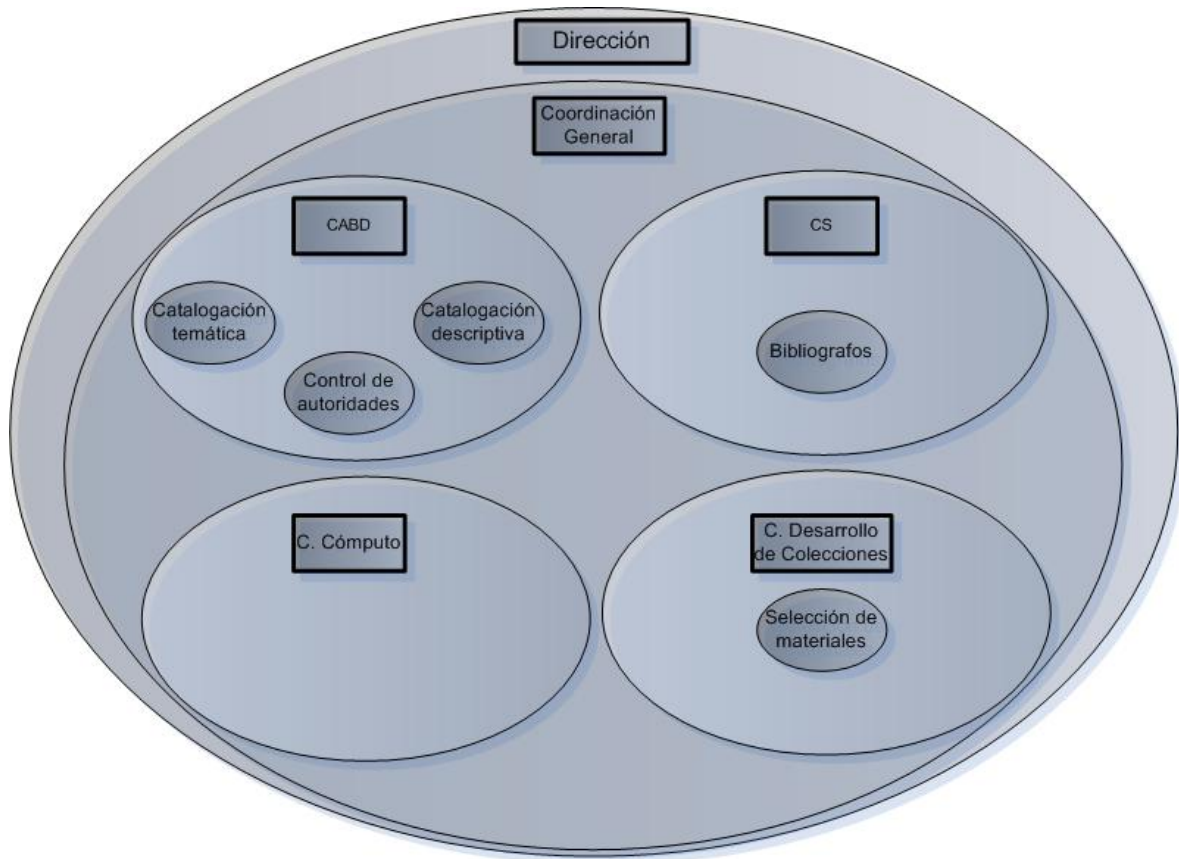 Dirección
Coordinación
General
CABD
CS
Catalogación
temática
Catalogación
descriptiva
Control de
autoridades
Bibliografos
C. Cómputo
C. Desarrollo
de Colecciones
Selección de
materiales